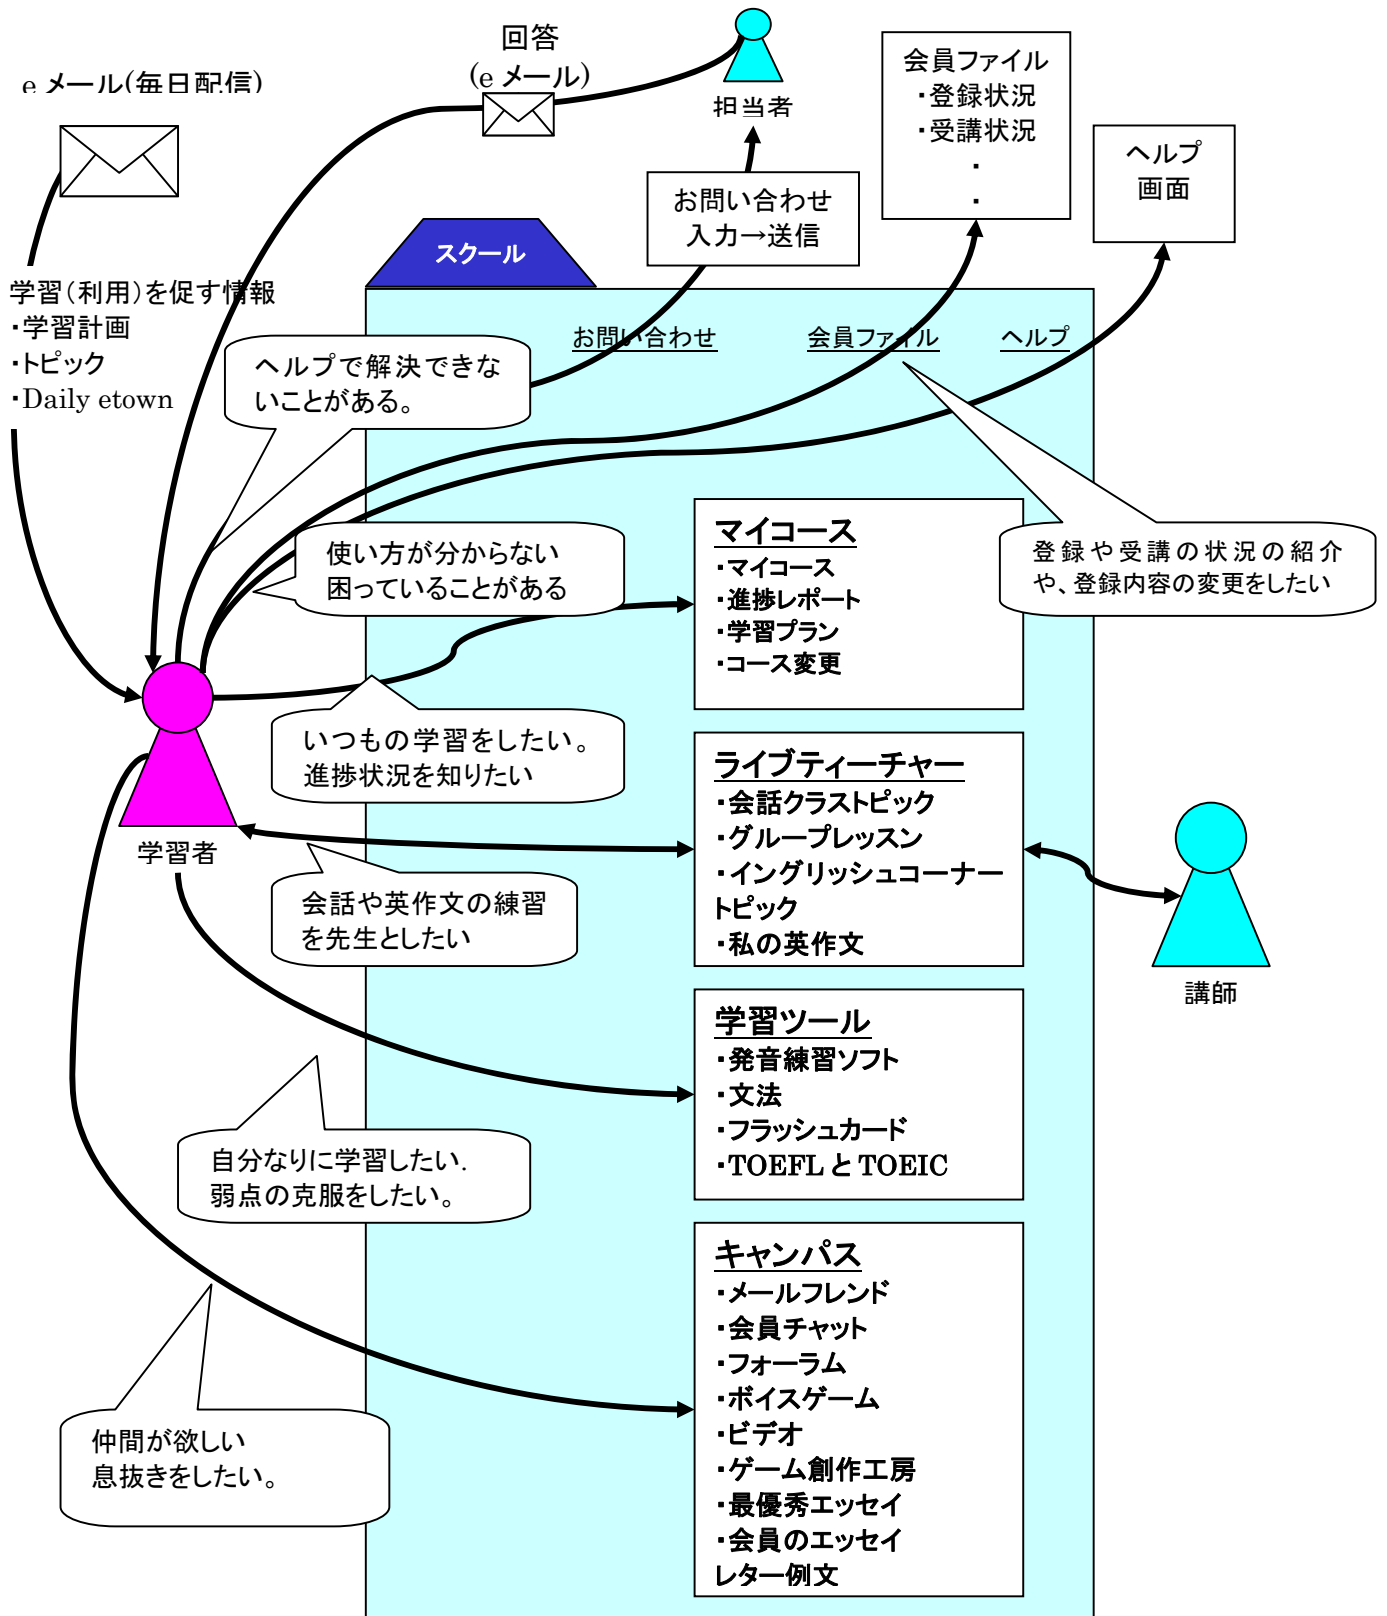 eメール(毎日配信)
回答
(eメール)
担当者
会員ファイル
・登録状況
・受講状況
・
・
ヘルプ
画面
お問い合わせ
入力→送信
スクール
学習(利用)を促す情報
・学習計画
・トピック
・Daily etown
お問い合わせ
会員ファイル
ヘルプ
ヘルプで解決できな
いことがある。
使い方が分からない
困っていることがある
登録や受講の状況の紹介
や、登録内容の変更をしたい
マイコース
・マイコース
・進捗レポート
・学習プラン
・コース変更
いつもの学習をしたい。
進捗状況を知りたい
ライブティーチャー
・会話クラストピック
・グループレッスン
・イングリッシュコーナー
トピック
・私の英作文
学習者
会話や英作文の練習
を先生としたい
講師
学習ツール
・発音練習ソフト
・文法
・フラッシュカード
・TOEFLとTOEIC
自分なりに学習したい.
弱点の克服をしたい。
キャンパス
・メールフレンド
・会員チャット
・フォーラム
・ボイスゲーム
・ビデオ
・ゲーム創作工房
・最優秀エッセイ
・会員のエッセイ
レター例文
仲間が欲しい
息抜きをしたい。